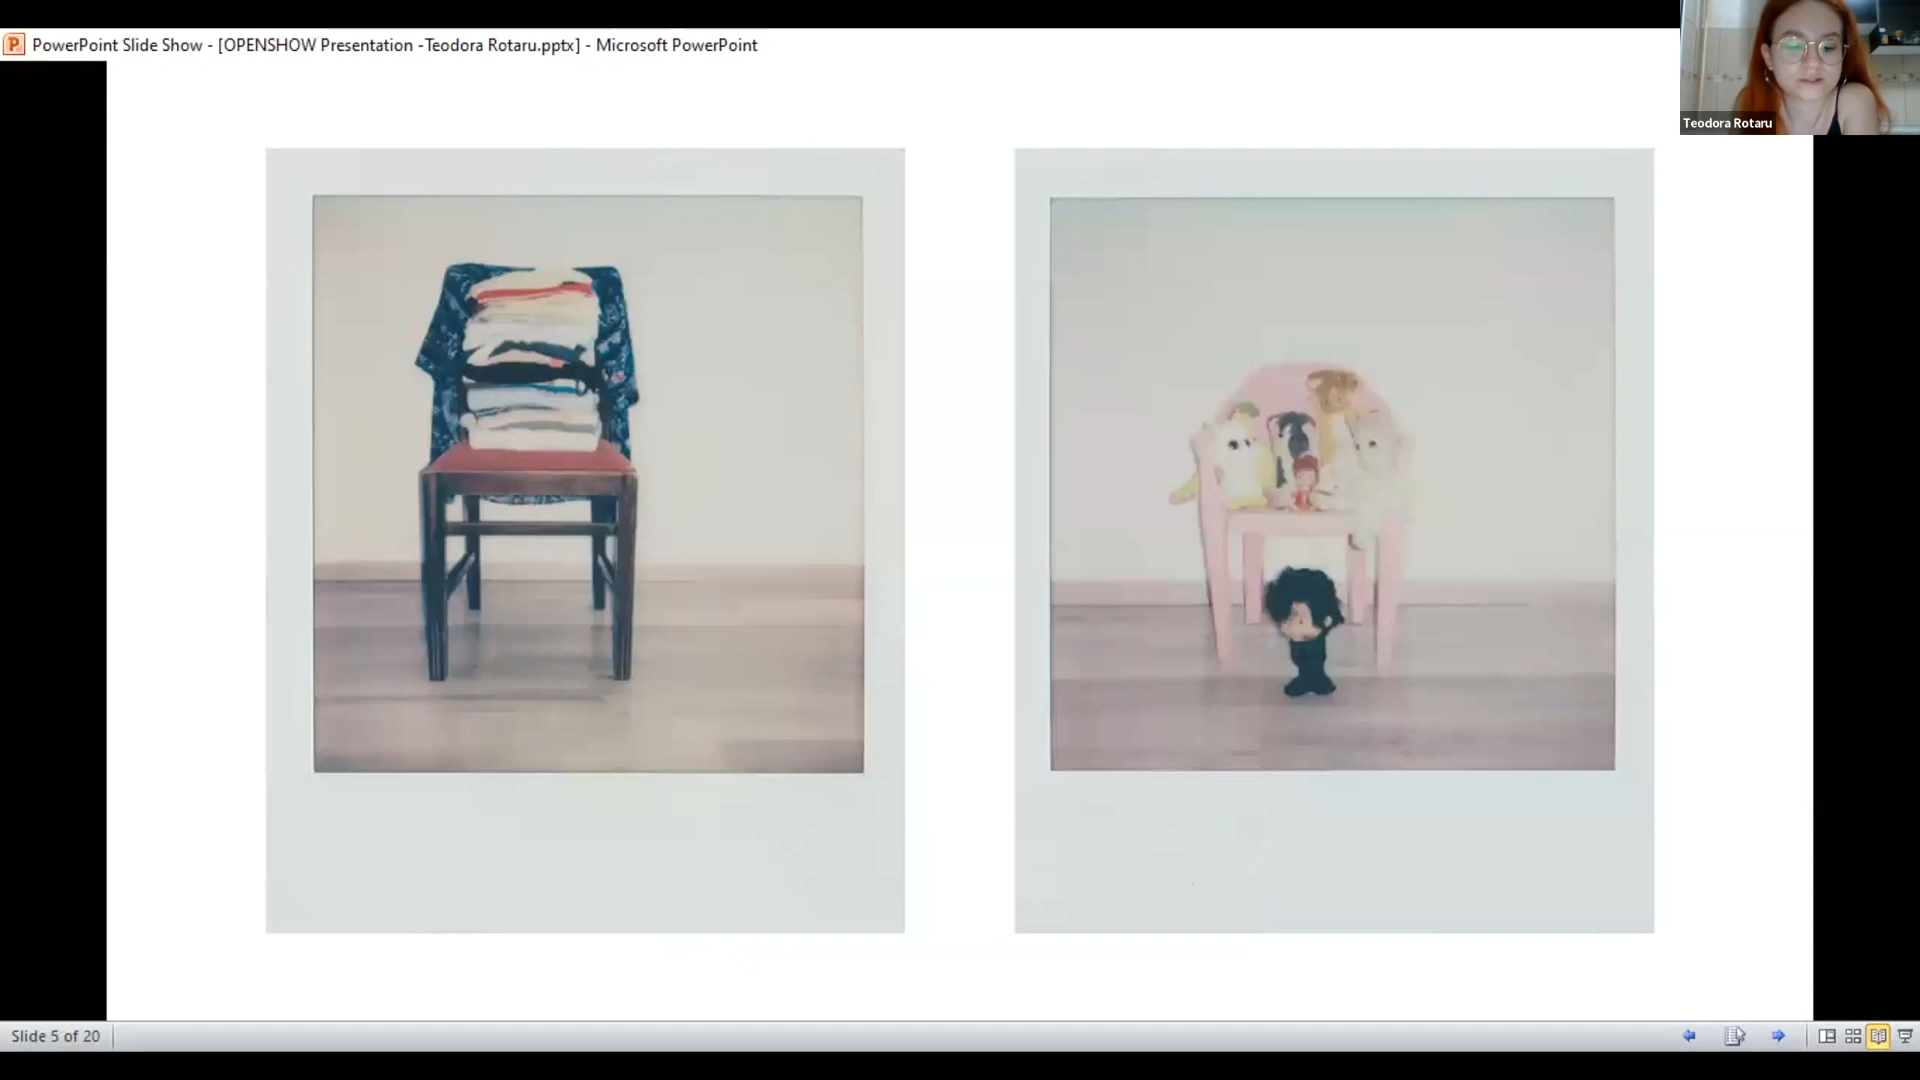 PowerPoint Slide Show - [OPENSHOW Presentation -Teodora Rotaru.pptx] - Microsoft PowerPoint
Teodora Rotaru
Slide 5 of 20